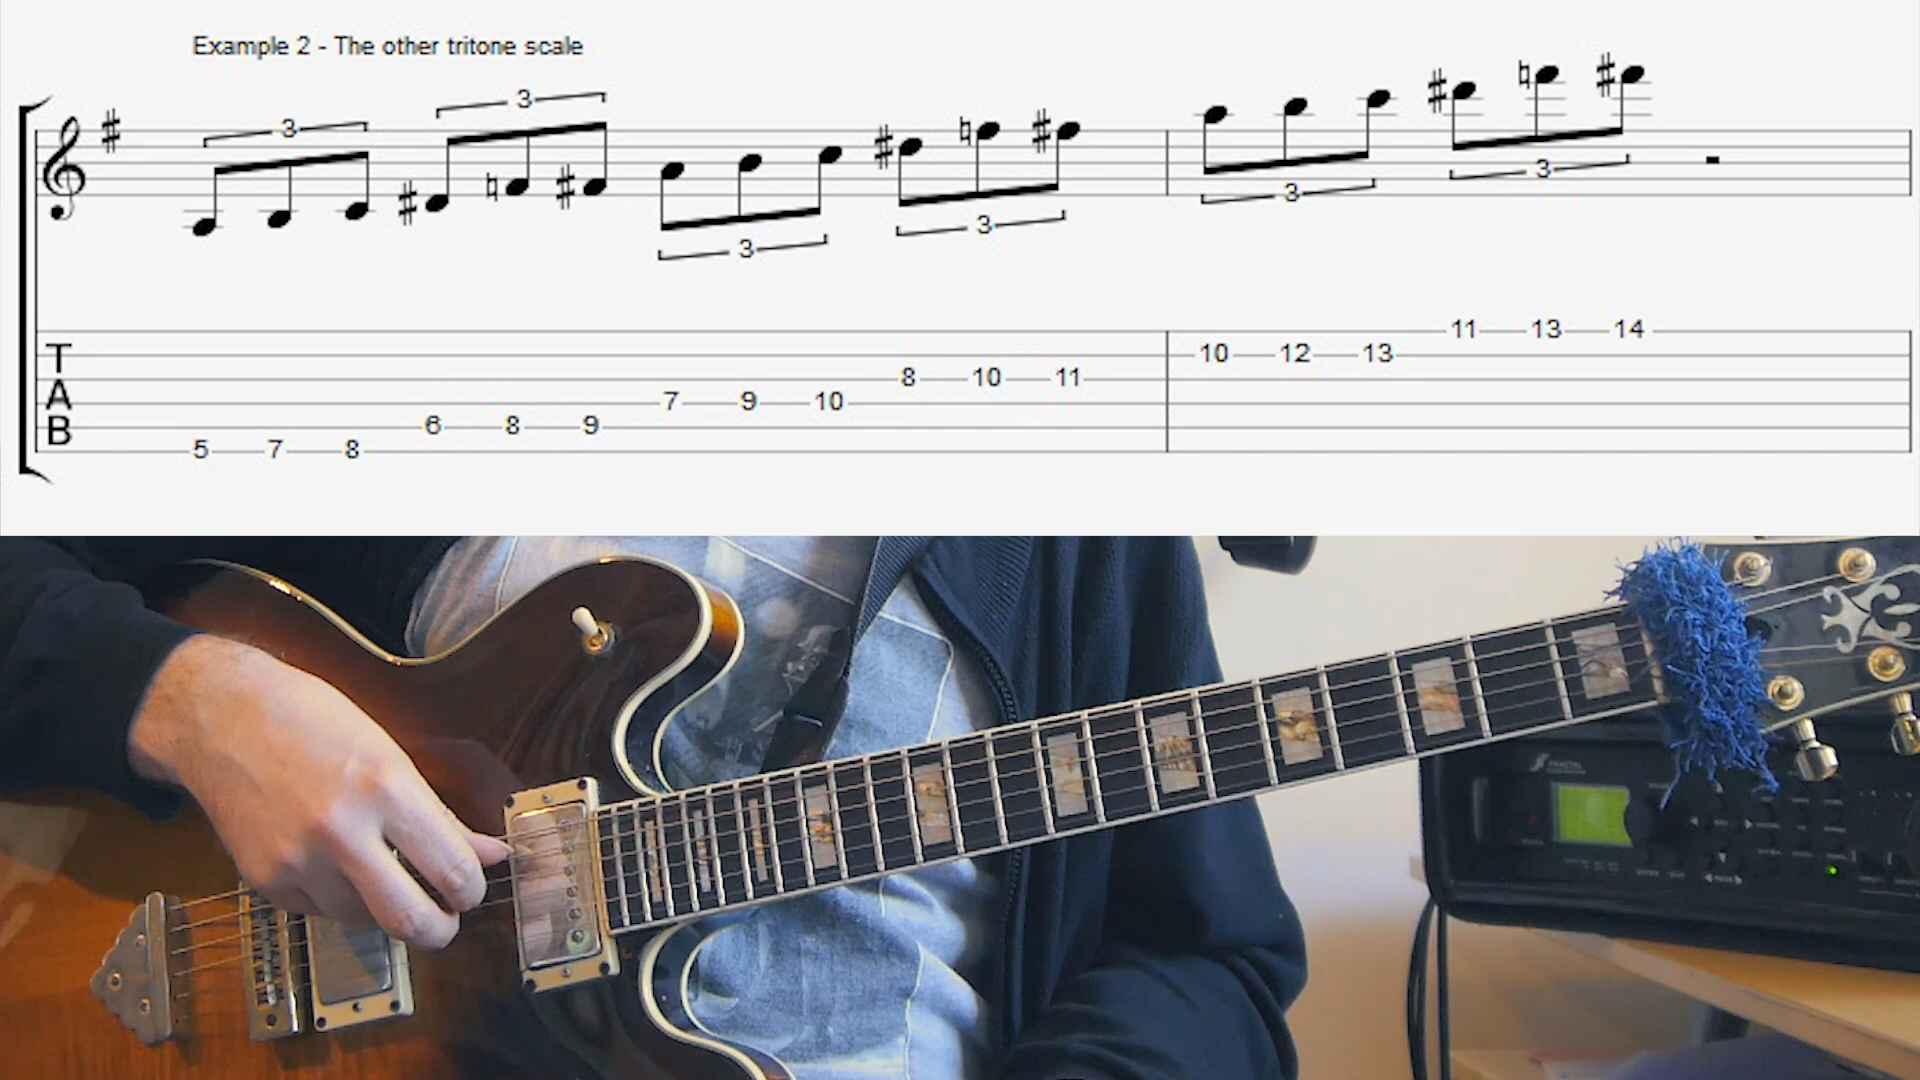 Example 2 - The other tritone scale
3 3 3 3 3 3
T
A
B
11 13 14
10 12 13
8 10 11
7 9 10
6 8 9
5 7 8
FRACTAL